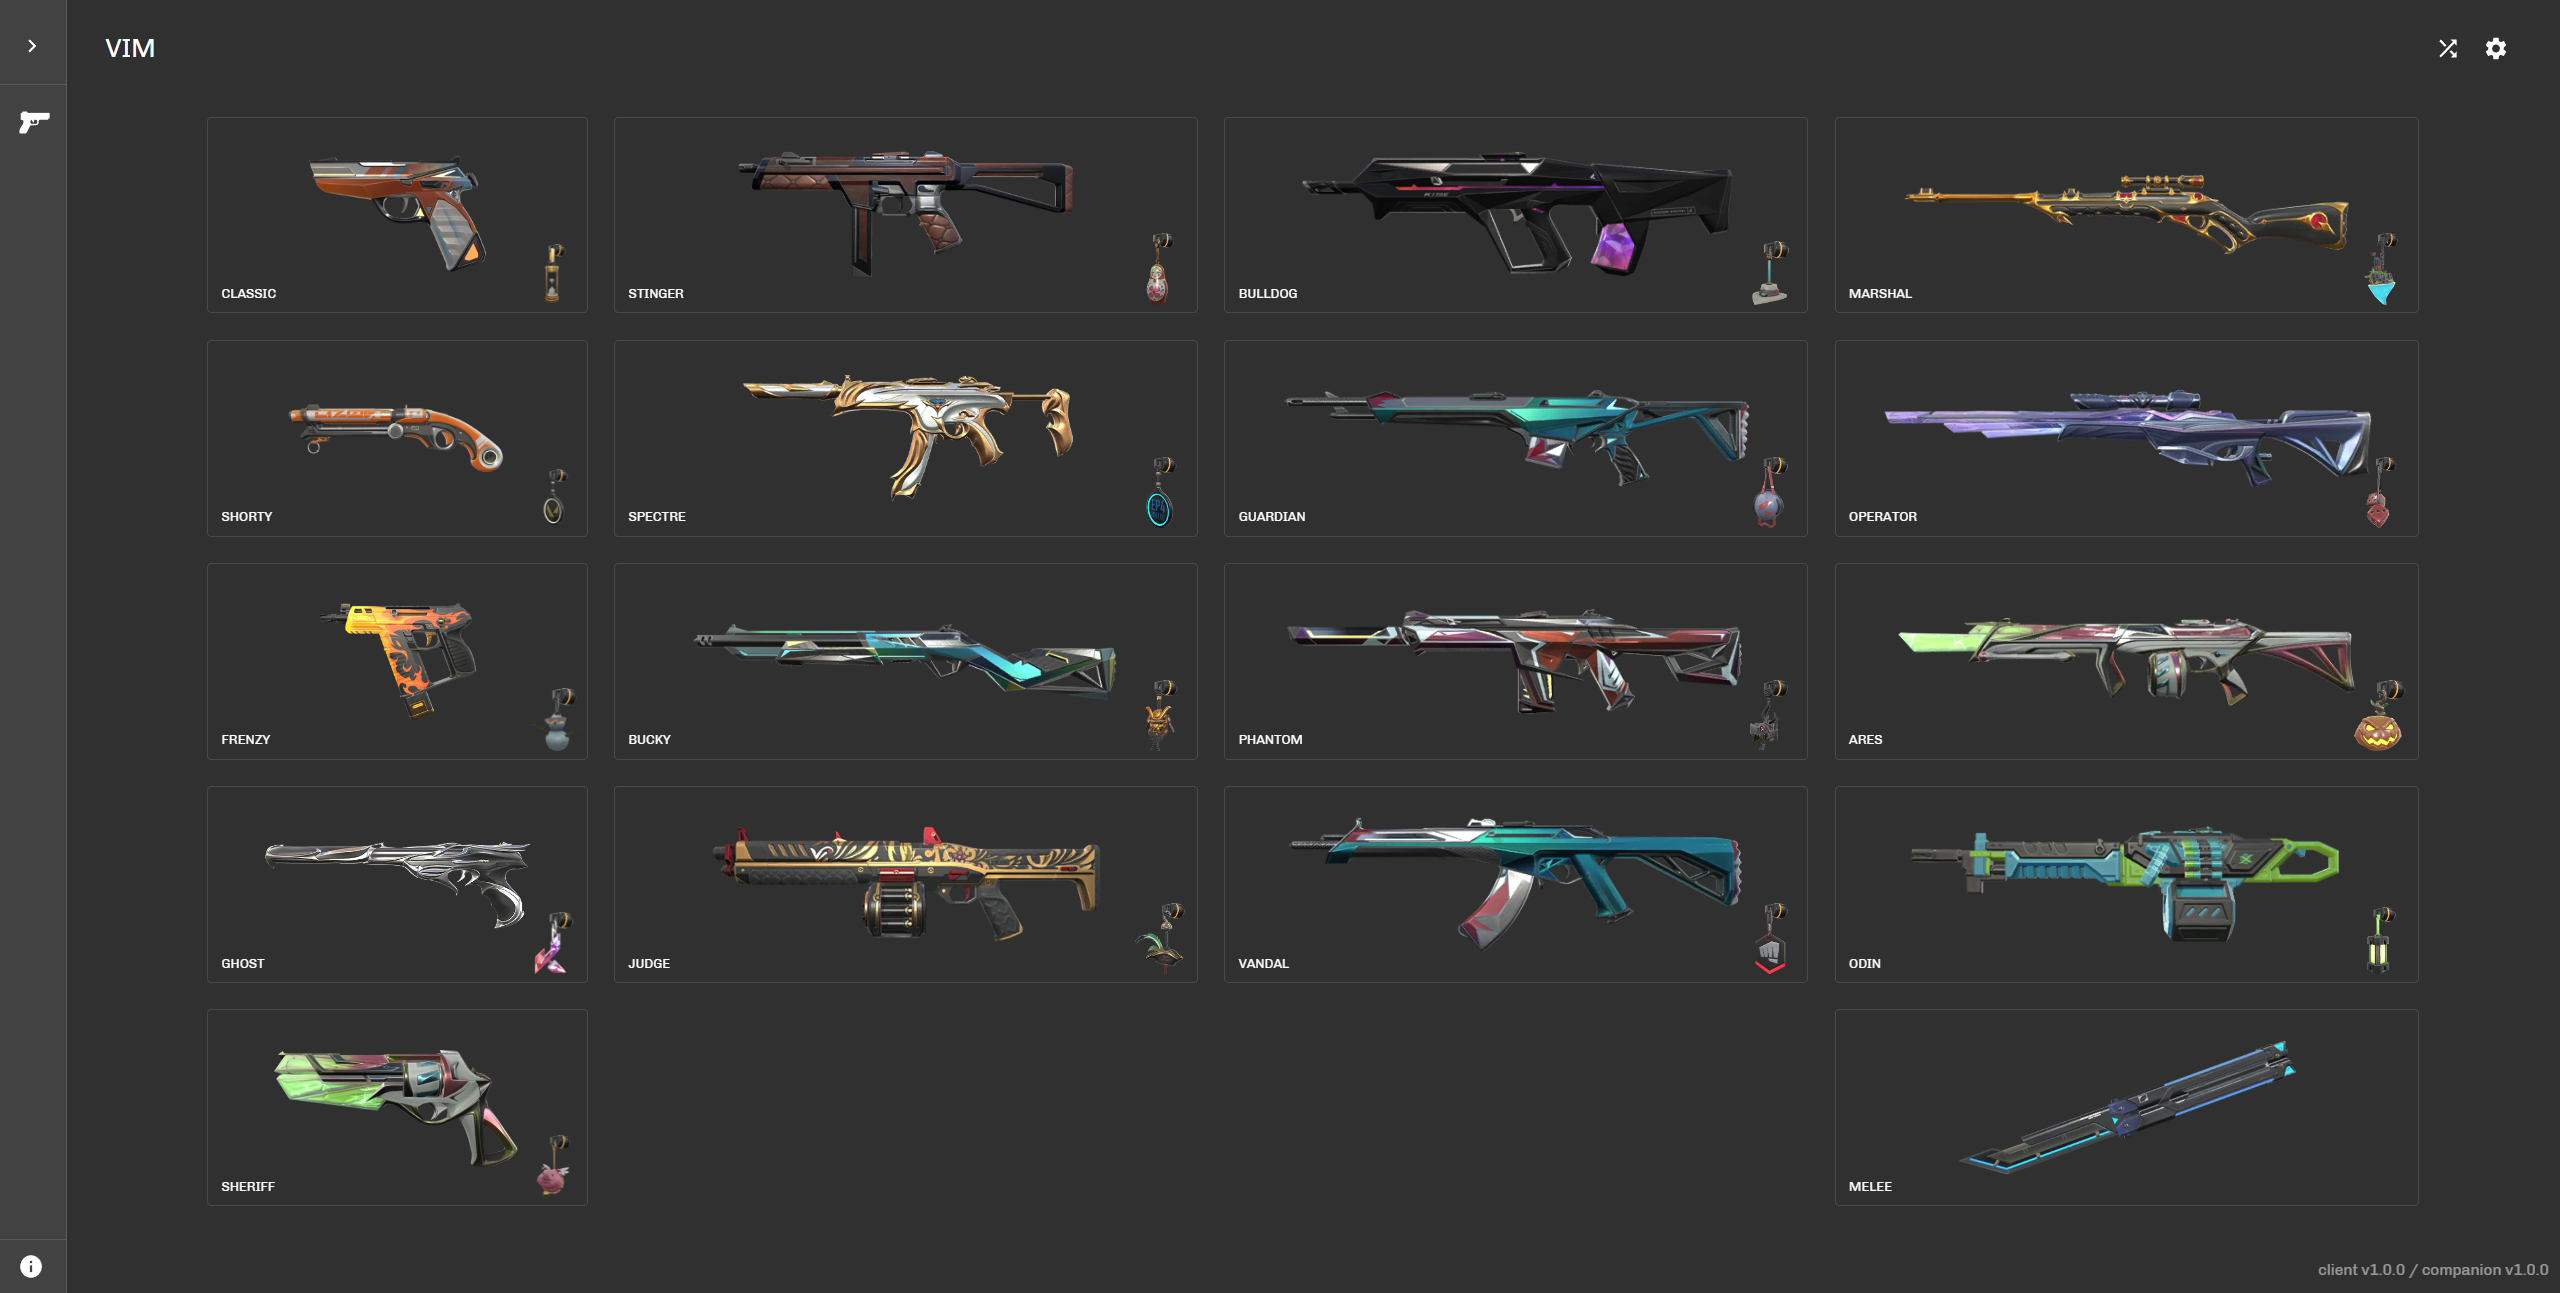 VIM
CLASSIC
STINGER
BULLDOG
MARSHAL
SHORTY
SPECTRE
GUARDIAN
OPERATOR
FRENZY
BUCKY
PHANTOM
ARES
GHOST
JUDGE
VANDAL
ODIN
SHERIFF
MELEE
client v1.0.0 / companion v1.0.0